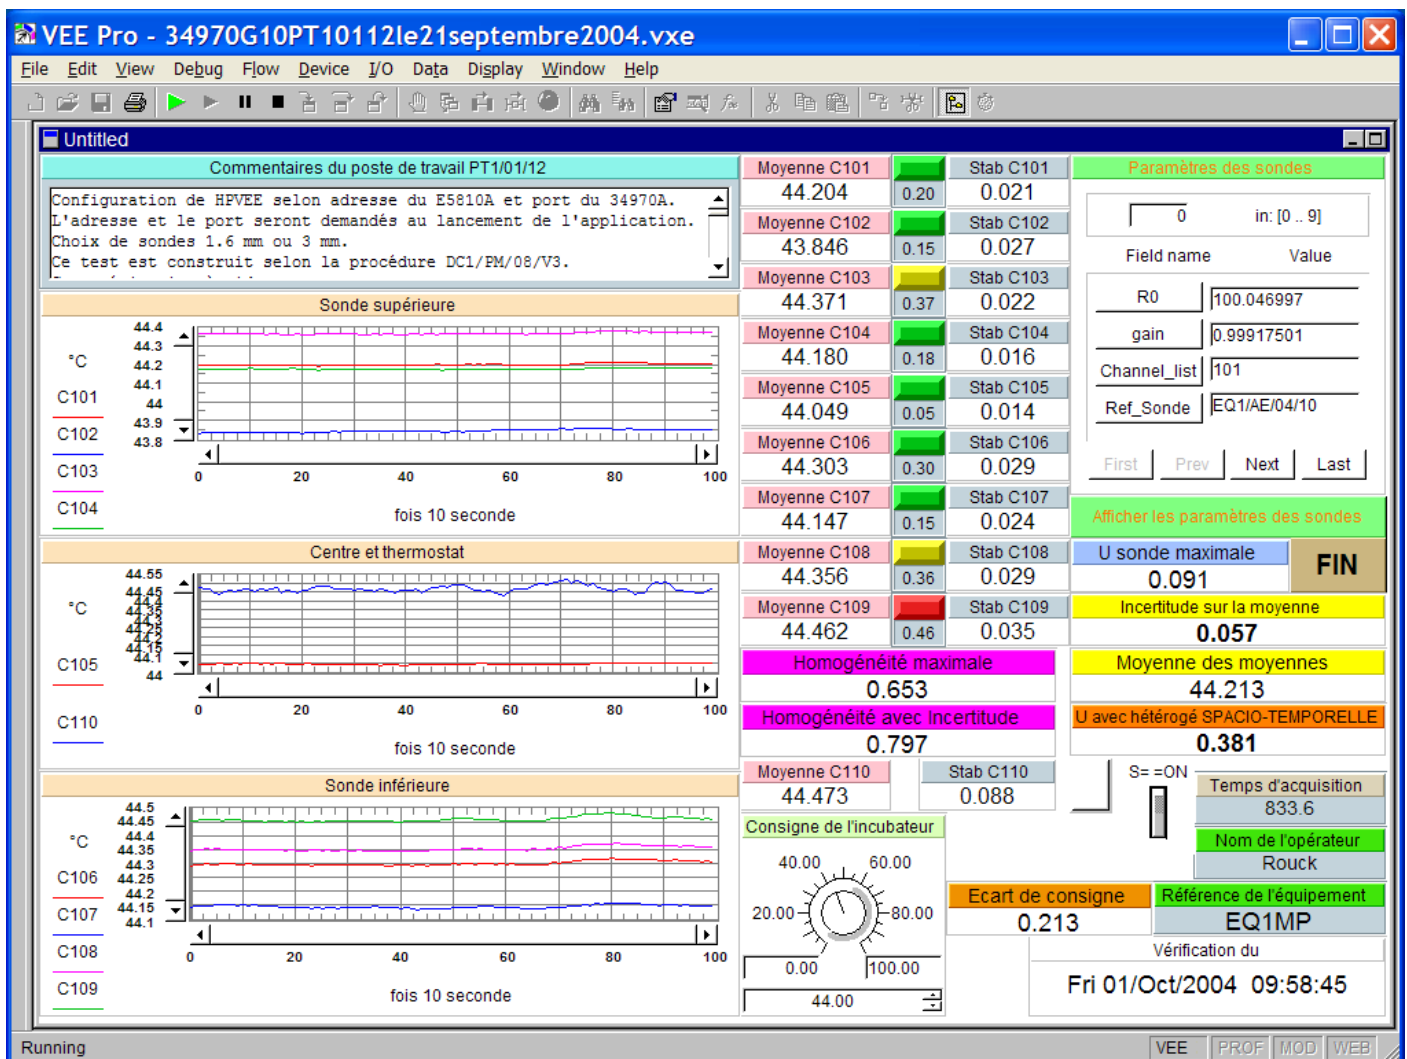 VEE Pro - 34970G10PT10112le21septembre2004.vxe
File Edit View Debug Flow Device I/O Data Display Window Help
Untitled
Commentaires du poste de travail PT1/01/12
Configuration de HPVEE selon adresse du E5810A et port du 34970A.
L'adresse et le port seront demandés au lancement de l'application.
Choix de sondes 1.6 mm ou 3 mm.
Ce test est construit selon la procédure DC1/PM/08/V3.
Sonde supérieure
44.4
44.3
44.2
44.1
44
43.9
43.8
°C
C101
C102
C103
C104
0 20 40 60 80 100
fois 10 seconde
Centre et thermostat
44.55
44.45
44.4
44.35
44.3
44.25
44.2
44.15
44.1
44
°C
C105
C110
0 20 40 60 80 100
fois 10 seconde
Sonde inférieure
44.5
44.45
44.4
44.35
44.3
44.25
44.2
44.15
44.1
°C
C106
C107
C108
C109
0 20 40 60 80 100
fois 10 seconde
Moyenne C101 Stab C101
44.204 0.20 0.021
Moyenne C102 Stab C102
43.846 0.15 0.027
Moyenne C103 Stab C103
44.371 0.37 0.022
Moyenne C104 Stab C104
44.180 0.18 0.016
Moyenne C105 Stab C105
44.049 0.05 0.014
Moyenne C106 Stab C106
44.303 0.30 0.029
Moyenne C107 Stab C107
44.147 0.15 0.024
Moyenne C108 Stab C108
44.356 0.36 0.029
Moyenne C109 Stab C109
44.462 0.46 0.035
Homogénéité maximale
0.653
Homogénéité avec Incertitude
0.797
Moyenne C110 Stab C110
44.473 0.088
Consigne de l'incubateur
40.00 60.00
20.00 80.00
0.00 100.00
44.00
Paramètres des sondes
0 in: [0 .. 9]
Field name Value
R0 100.046997
gain 0.99917501
Channel_list 101
Ref_Sonde EQ1/AE/04/10
First Prev Next Last
Afficher les paramètres des sondes
U sonde maximale
0.091
FIN
Incertitude sur la moyenne
0.057
Moyenne des moyennes
44.213
U avec hétérogé SPACIO-TEMPORELLE
0.381
S= =ON
Temps d'acquisition
833.6
Nom de l'opérateur
Rouck
Ecart de consigne
0.213
Référence de l'équipement
EQ1MP
Vérification du
Fri 01/Oct/2004 09:58:45
Running
VEE PROF MOD WEB